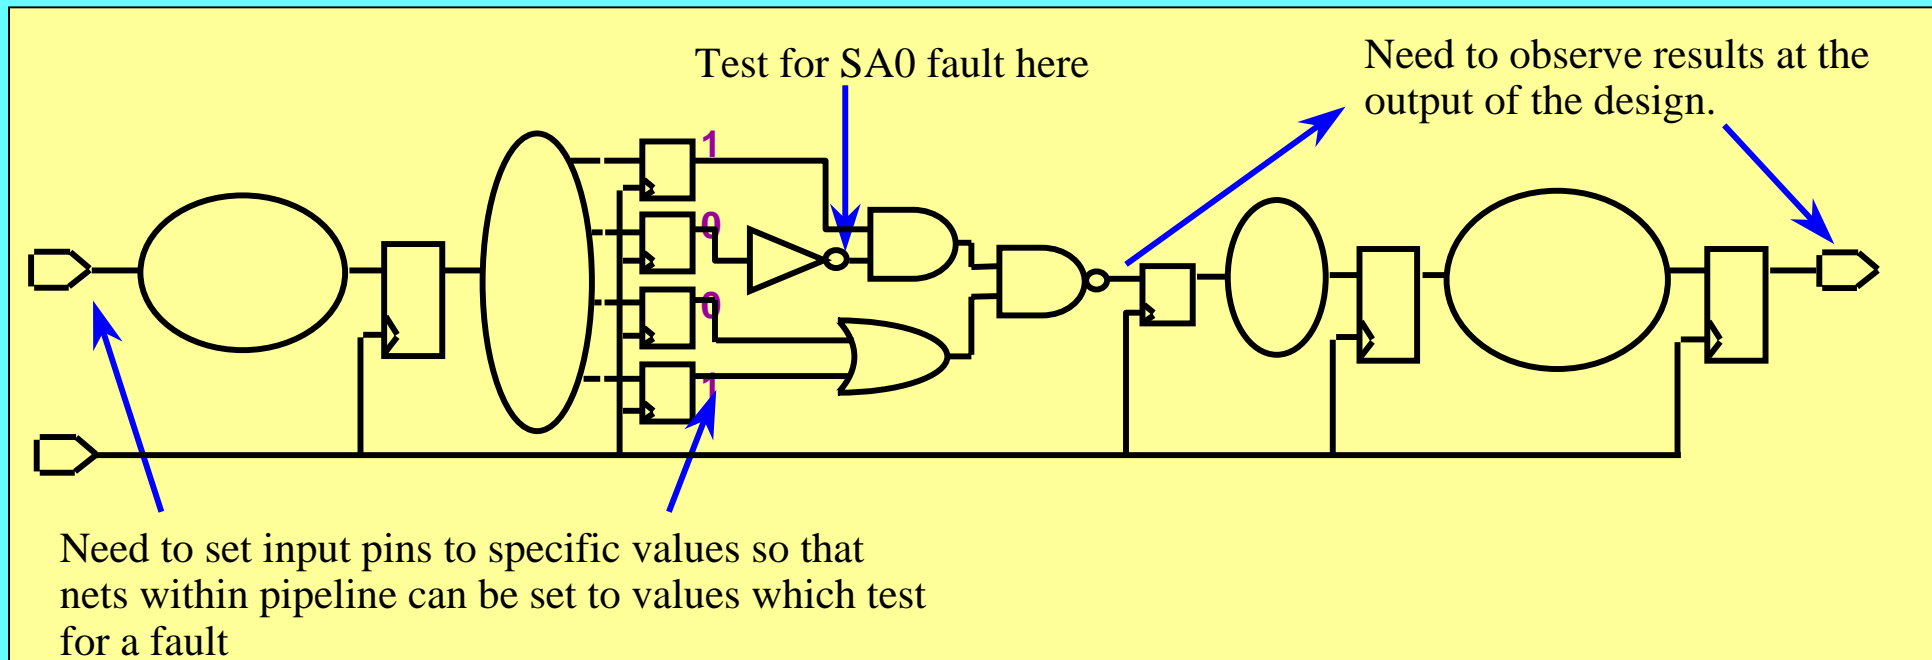 Test for SA0 fault here
Need to observe results at the
output of the design.
1
0
0
1
Need to set input pins to specific values so that
nets within pipeline can be set to values which test
for a fault